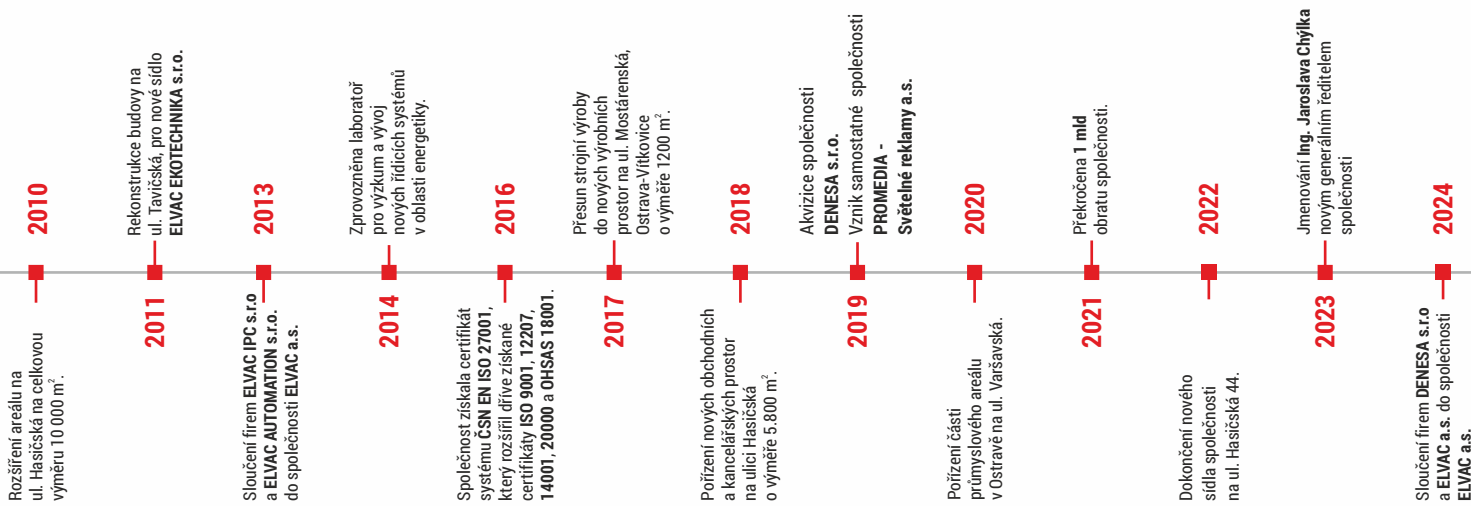 2010
Rozšíření areálu na
ul. Hasičská na celkovou
výměru 10 000 m².
2011
Rekonstrukce budovy na
ul. Tavičská, pro nové sídlo
ELVAC EKOTECHNIKA s.r.o.
2013
Sloučení firem ELVAC IPC s.r.o
a ELVAC AUTOMATION s.r.o.
do společnosti ELVAC a.s.
2014
Zprovozněna laboratoř
pro výzkum a vývoj
nových řídicích systémů
v oblasti energetiky.
2016
Společnost získala certifikát
systému ČSN EN ISO 27001,
který rozšířil dříve získané
certifikáty ISO 9001, 12207,
14001, 20000 a OHSAS 18001.
2017
Přesun strojní výroby
do nových výrobních
prostor na ul. Mostárenská,
Ostrava-Vítkovice
o výměře 1200 m².
2018
Pořízení nových obchodních
a kancelářských prostor
na ulici Hasičská
o výměře 5.800 m².
2019
Akvizice společnosti
DENESA s.r.o.
Vznik samostatné společnosti
PROMEDIA -
Světelné reklamy a.s.
2020
Pořízení části
průmyslového areálu
v Ostravě na ul. Varšavská.
2021
Překročena 1 mld
obratu společnosti.
2022
Dokončení nového
sídla společnosti
na ul. Hasičská 44.
2023
Jmenování Ing. Jaroslava Chýlka
novým generálním ředitelem
společnosti
2024
Sloučení firem DENESA s.r.o
a ELVAC a.s. do společnosti
ELVAC a.s.